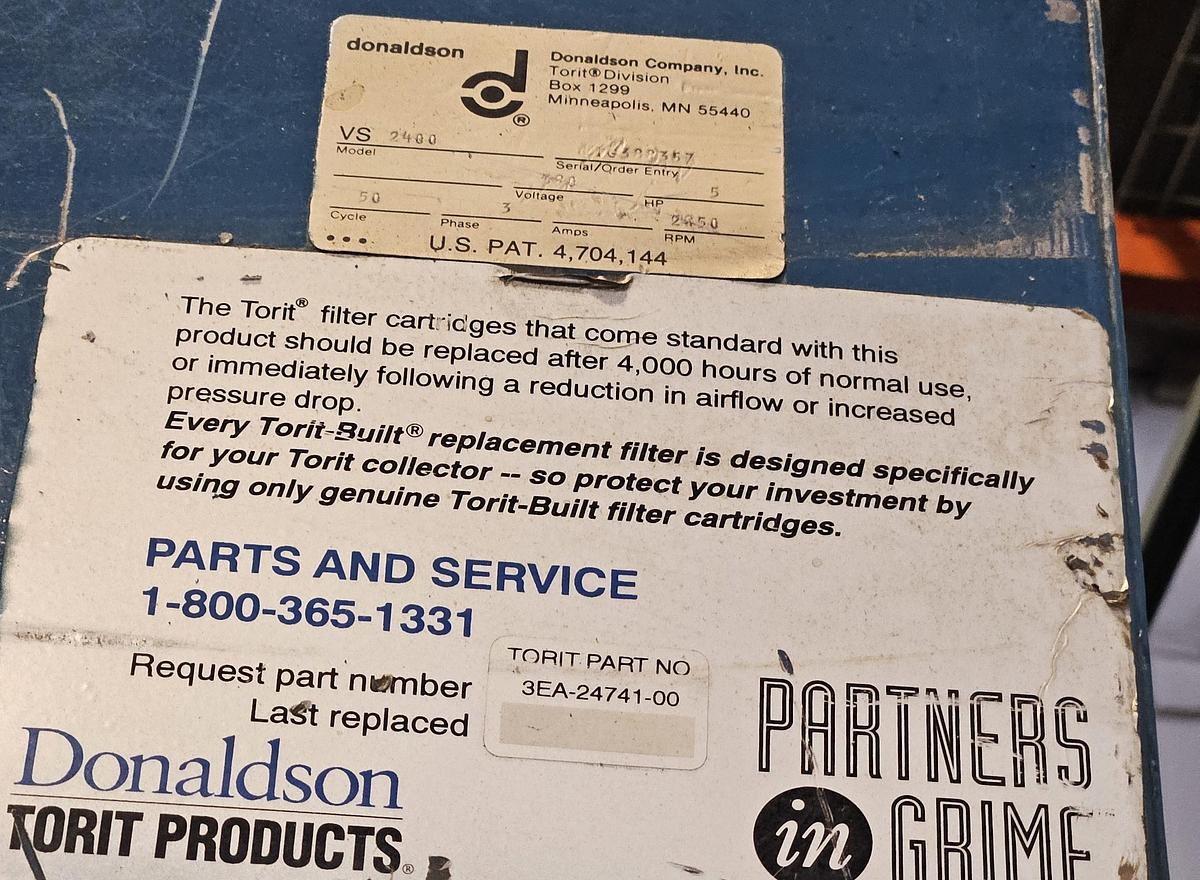 donaldson
Donaldson Company, Inc.
Torit® Division
Box 1299
Minneapolis, MN 55440
®
VS 2400
Model
Serial/Order Entry
Voltage
5
HP
50
Cycle
3
Phase
Amps
RPM
U.S. PAT. 4,704,144
The Torit® filter cartridges that come standard with this
product should be replaced after 4,000 hours of normal use,
or immediately following a reduction in airflow or increased
pressure drop.
Every Torit-Built® replacement filter is designed specifically
for your Torit collector -- so protect your investment by
using only genuine Torit-Built filter cartridges.
PARTS AND SERVICE
1-800-365-1331
Request part number
Last replaced
TORIT PART NO
3EA-24741-00
Donaldson
TORIT PRODUCTS®
PARTNERS
in GRIME